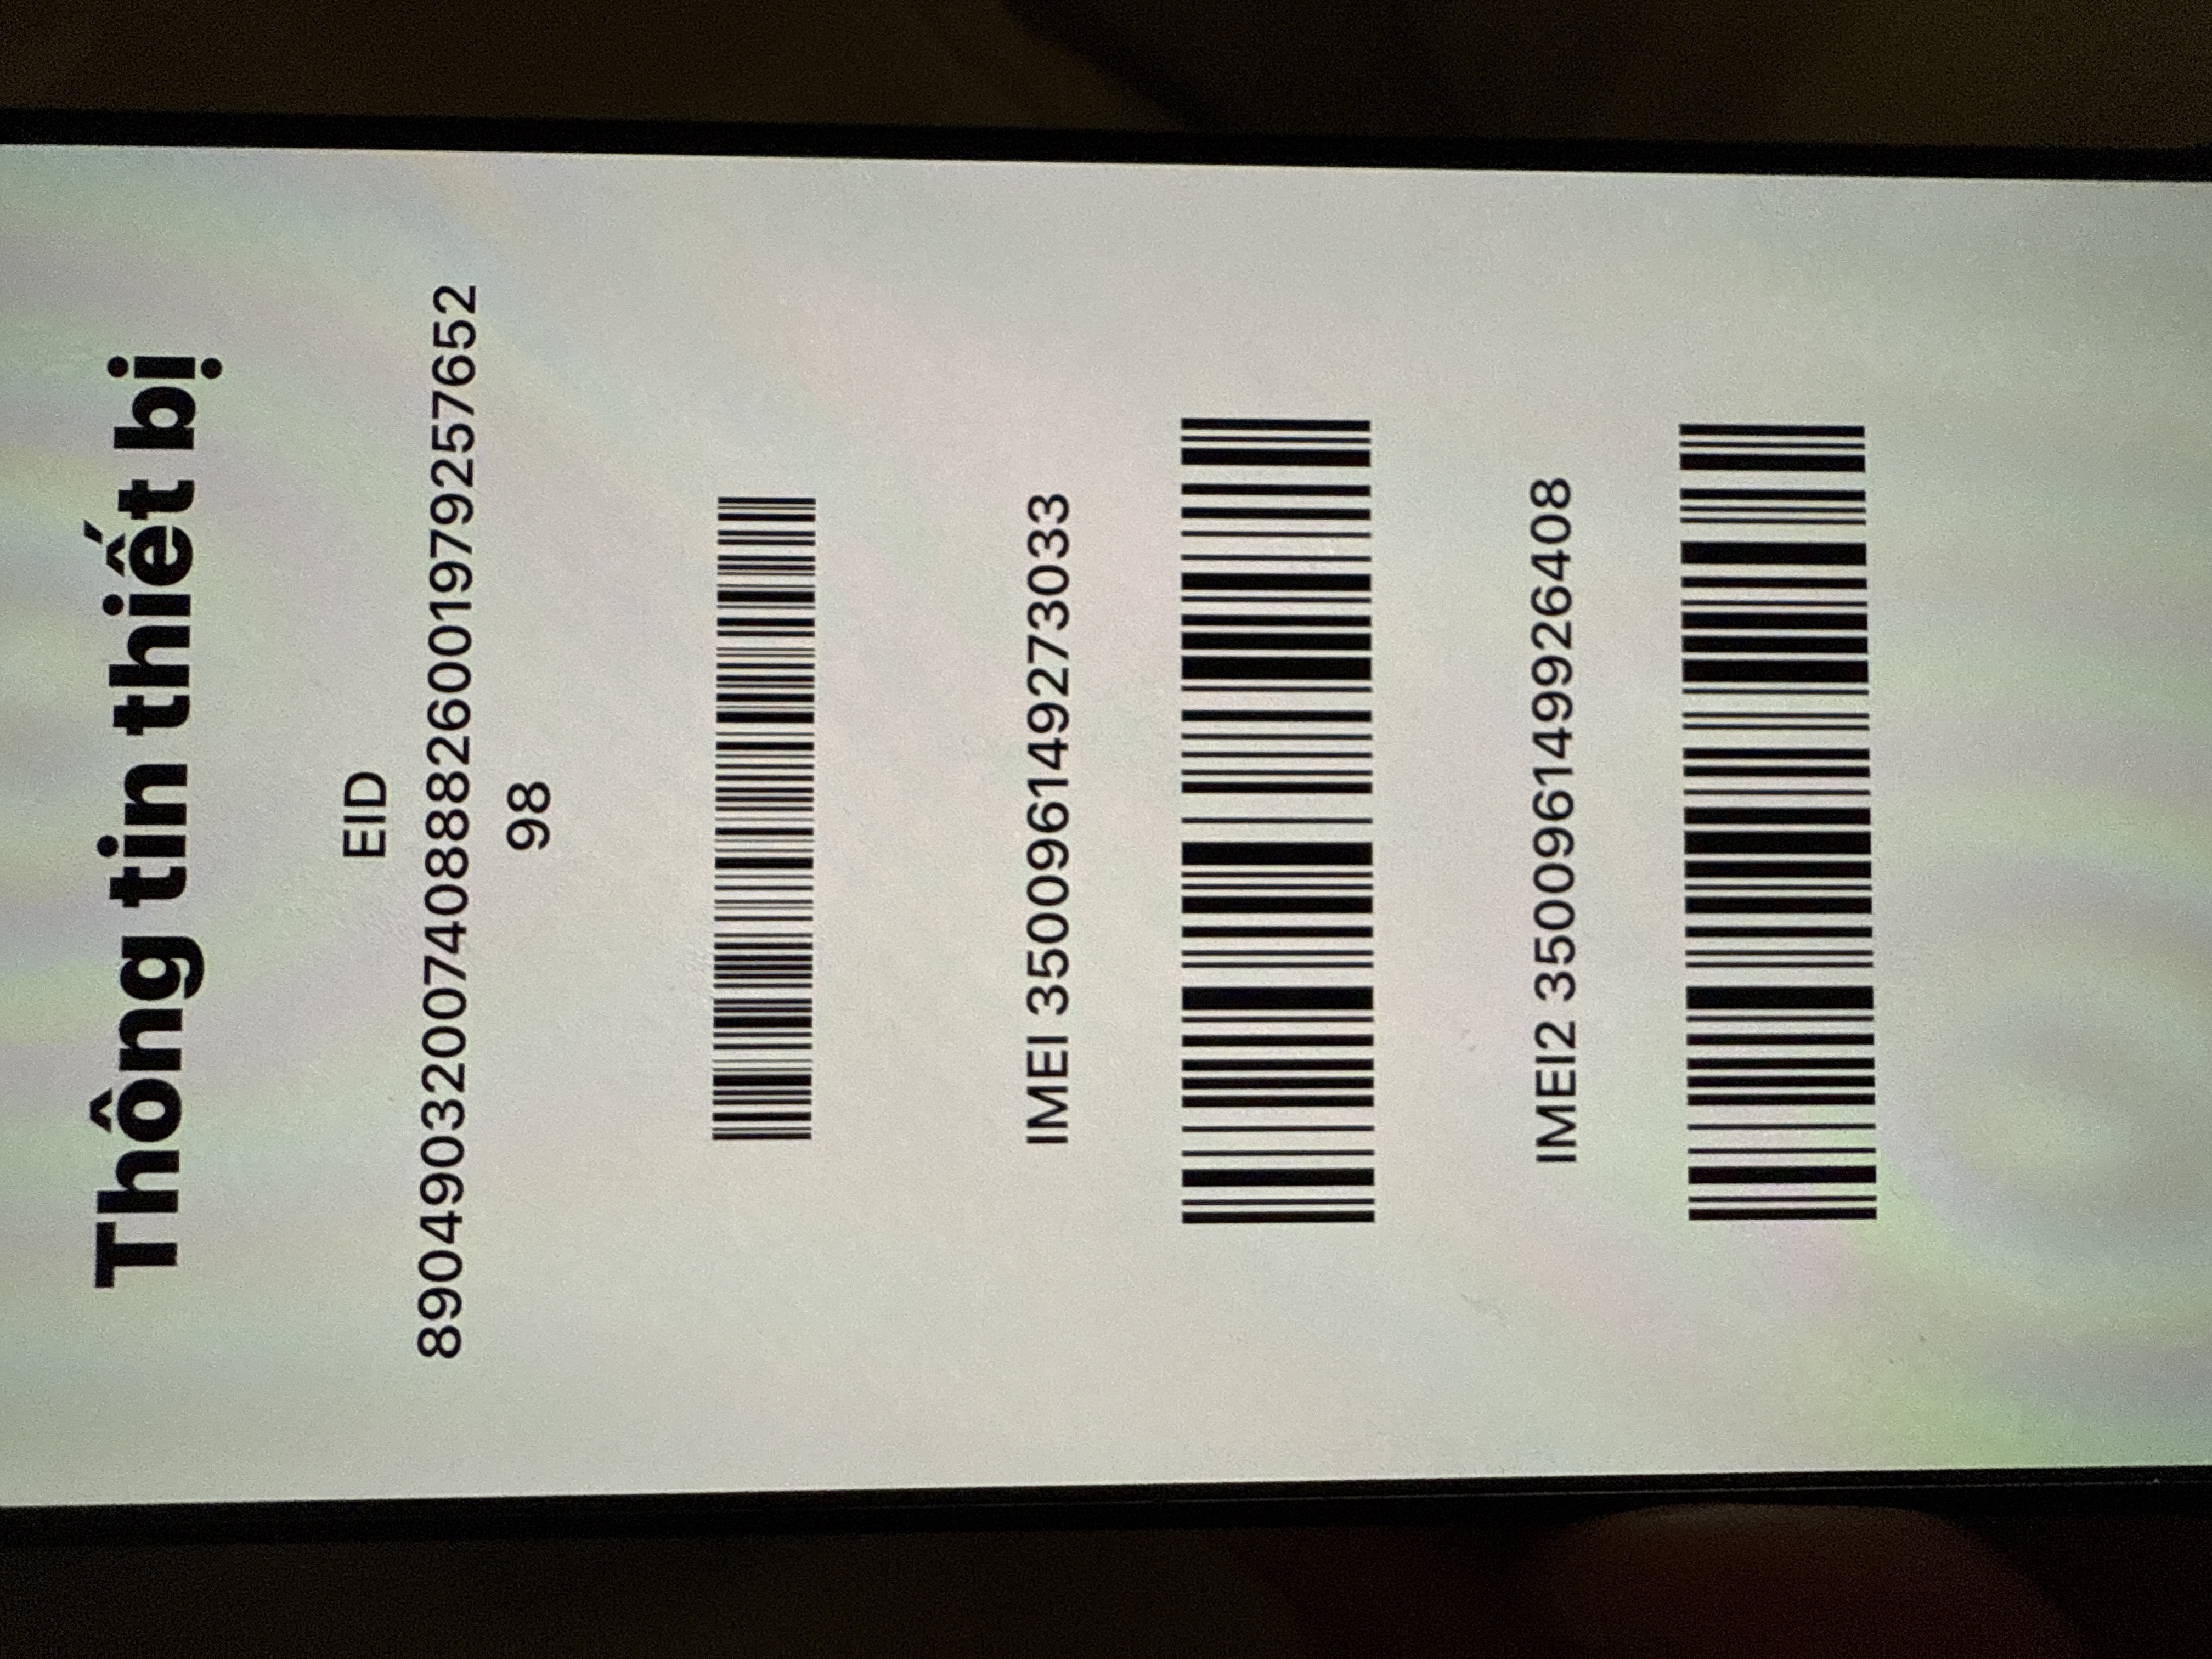 Thông tin thiết bị
EID
890490320074088826001979257652
98
IMEI 350096149273033
IMEI2 350096149926408